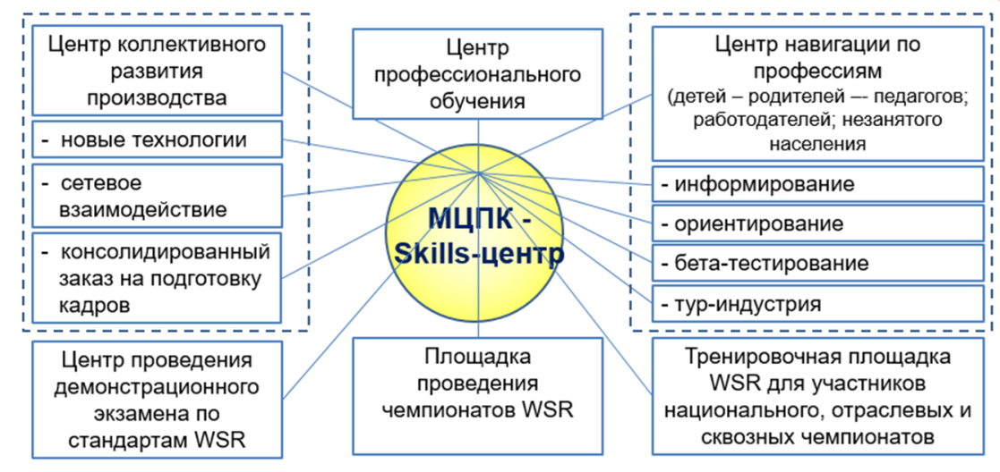 Центр коллективного
развития
производства
- новые технологии
- сетевое
взаимодействие
- консолидированный
заказ на подготовку
кадров
Центр проведения
демонстрационного
экзамена по
стандартам WSR
Центр
профессионального
обучения
МЦПК -
Skills-центр
Площадка
проведения
чемпионатов WSR
Центр навигации по
профессиям
(детей – родителей –- педагогов;
работодателей; незанятого
населения
- информирование
- ориентирование
- бета-тестирование
- тур-индустрия
Тренировочная площадка
WSR для участников
национального, отраслевых и
сквозных чемпионатов